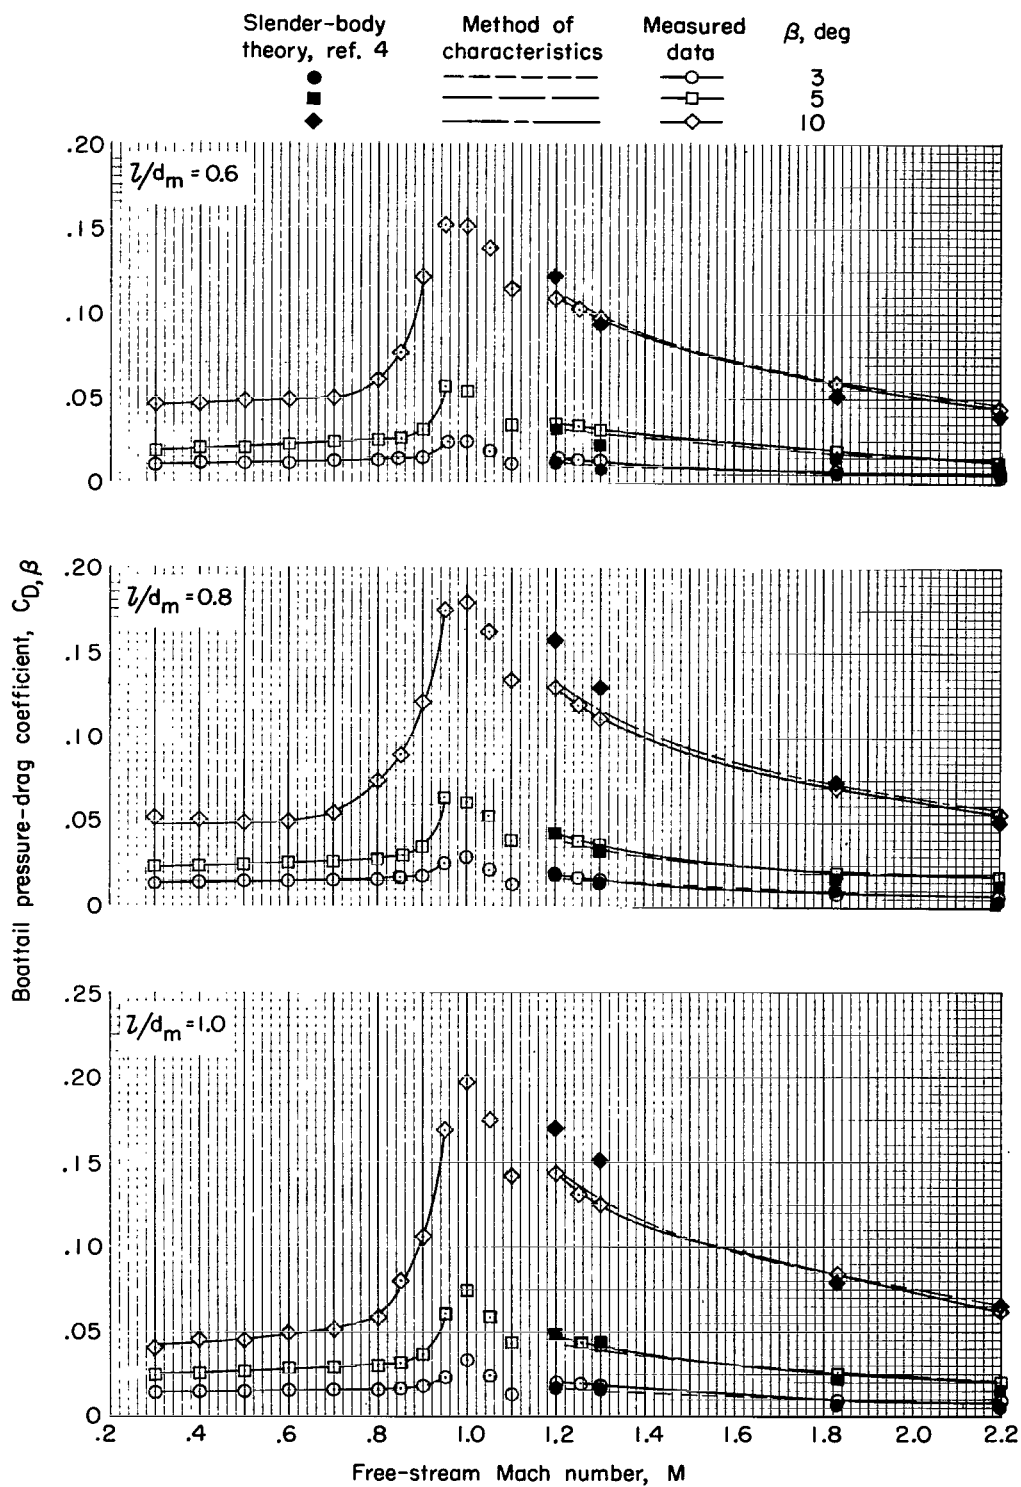 Slender-body theory, ref. 4
Method of characteristics
Measured data
β, deg
3
5
10
.20
l/dm = 0.6
.15
.10
.05
0
.20
l/dm = 0.8
.15
.10
.05
0
Boattail pressure-drag coefficient, CD,β
.25
l/dm = 1.0
.20
.15
.10
.05
0
.2 .4 .6 .8 1.0 1.2 1.4 1.6 1.8 2.0 2.2
Free-stream Mach number, M